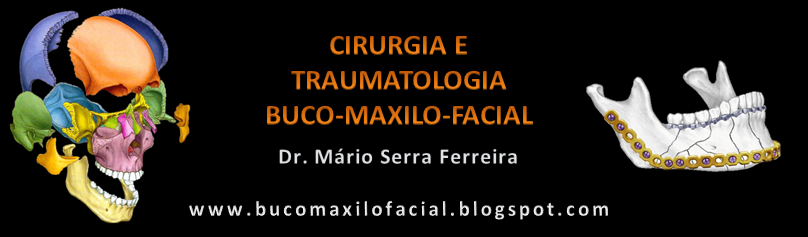 CIRURGIA E
TRAUMATOLOGIA
BUCO-MAXILO-FACIAL
Dr. Mário Serra Ferreira
www.bucomaxilofacial.blogspot.com